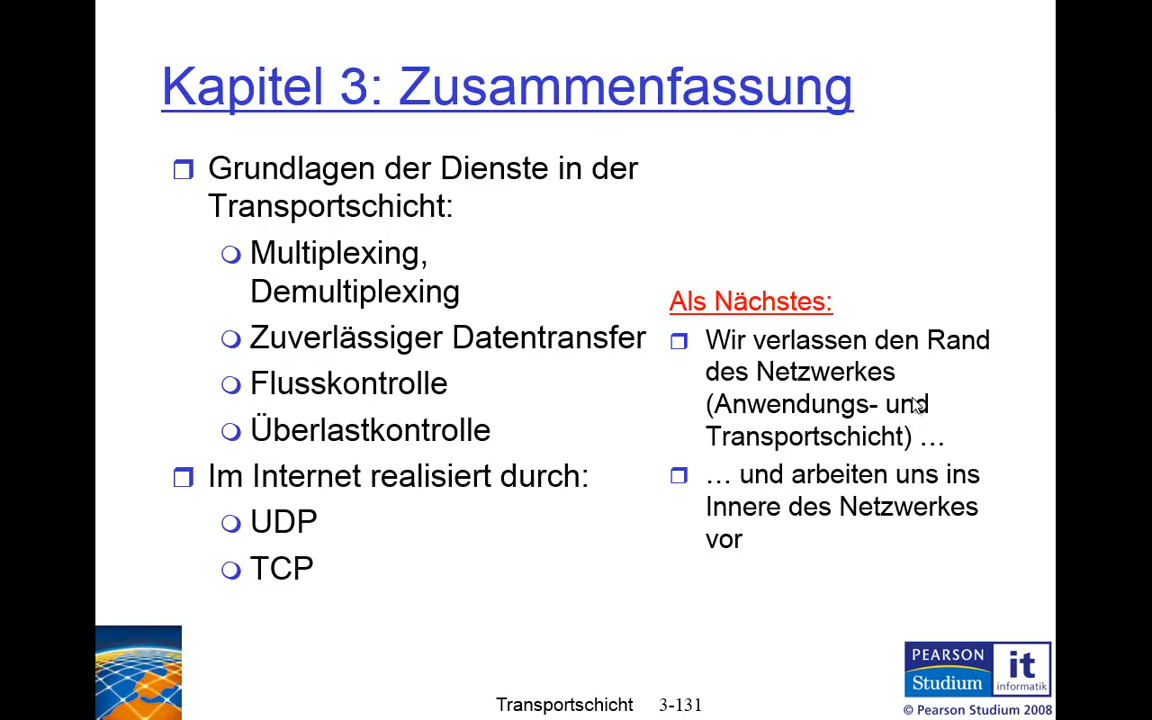 Kapitel 3: Zusammenfassung
Grundlagen der Dienste in der
Transportschicht:
Multiplexing,
Demultiplexing
Zuverlässiger Datentransfer
Flusskontrolle
Überlastkontrolle
Im Internet realisiert durch:
UDP
TCP
Als Nächstes:
Wir verlassen den Rand
des Netzwerkes
(Anwendungs- und
Transportschicht) …
… und arbeiten uns ins
Innere des Netzwerkes
vor
Transportschicht 3-131
PEARSON
Studium
it
informatik
© Pearson Studium 2008